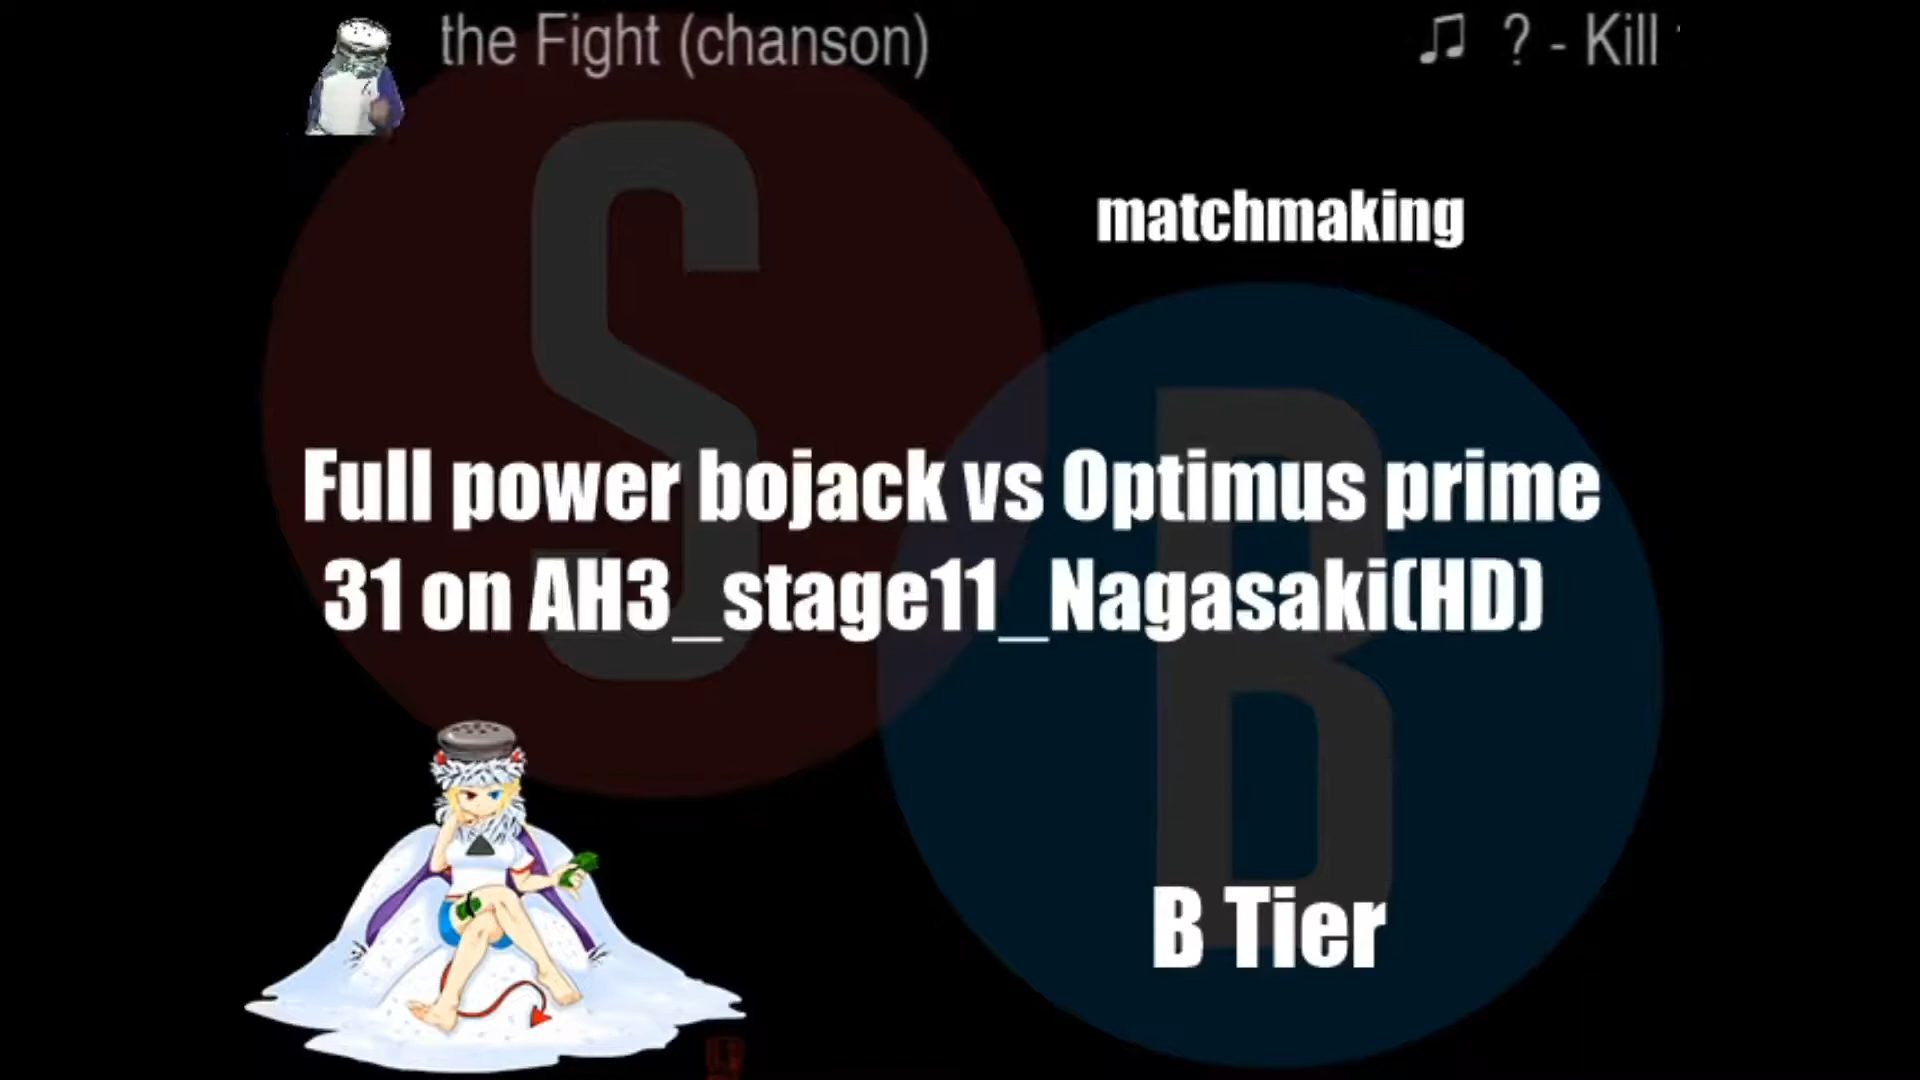 the Fight (chanson)
♫ ? - Kill
matchmaking
S
B
Full power bojack vs Optimus prime
31 on AH3_stage11_Nagasaki(HD)
B Tier